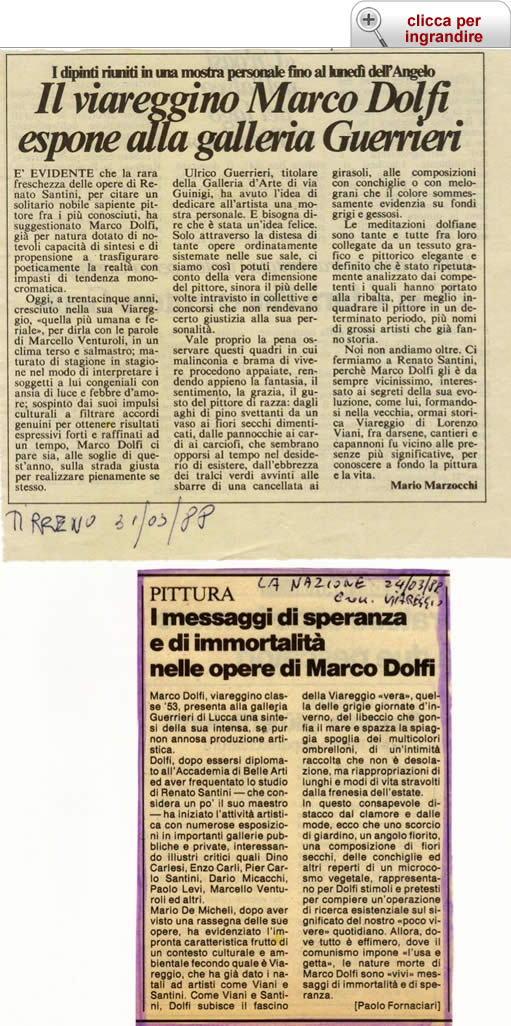 clicca per
ingrandire
I dipinti riuniti in una mostra personale fino al lunedì dell'Angelo
Il viareggino Marco Dolfi
espone alla galleria Guerrieri
E' EVIDENTE che la rara
freschezza delle opere di Re-
nato Santini, per citare un
solitario nobile sapiente pit-
tore fra i più conosciuti, ha
suggestionato Marco Dolfi,
già per natura dotato di no-
tevoli capacità di sintesi e di
propensione a trasfigurare
poeticamente la realtà con
impasti di tendenza mono-
cromatica.
Oggi, a trentacinque anni,
cresciuto nella sua Viareg-
gio, «quella più umana e fe-
riale», per dirla con le parole
di Marcello Venturoli, in un
clima terso e salmastro; ma-
turato di stagione in stagio-
ne nel modo di interpretare i
soggetti a lui congeniali con
ansia di luce e febbre d'amo-
re; sospinto dai suoi impulsi
culturali a filtrare accordi
genuini per ottenere risultati
espressivi forti e raffinati ad
un tempo, Marco Dolfi ci
pare sia, alle soglie di que-
st'anno, sulla strada giusta
per realizzare pienamente se
stesso.
Ulrico Guerrieri, titolare
della Galleria d'Arte di via
Guinigi, ha avuto l'idea di
dedicare all'artista una mo-
stra personale. E bisogna di-
re che è stata un'idea felice.
Solo attraverso la distesa di
tante opere ordinatamente
sistemate nelle sue sale, ci
siamo così potuti rendere
conto della vera dimensione
del pittore, sinora il più delle
volte intravisto in collettive e
concorsi che non rendevano
certo giustizia alla sua per-
sonalità.
Vale proprio la pena os-
servare questi quadri in cui
malinconia e brama di vive-
re procedono appaiate, ren-
dendo appieno la fantasia, il
sentimento, la grazia, il gu-
sto del pittore di razza: dagli
aghi di pino svettanti da un
vaso ai fiori secchi dimenti-
cati, dalle pannocchie ai car-
di ai carciofi, che sembrano
opporsi al tempo nel deside-
rio di esistere, dall'ebbrezza
dei tralci verdi avvinti alle
sbarre di una cancellata ai
girasoli, alle composizioni
con conchiglie o con melo-
grani che il colore sommes-
samente evidenzia su fondi
grigi e gessosi.
Le meditazioni dolfiane
sono tante e tutte fra loro
collegate da un tessuto grafi-
co e pittorico elegante e
definito che è stato ripetuta-
mente analizzato dai compe-
tenti i quali hanno portato
alla ribalta, per meglio in-
quadrare il pittore in un de-
terminato periodo, più nomi
di grossi artisti che già fan-
no storia.
Noi non andiamo oltre. Ci
fermiamo a Renato Santini,
perchè Marco Dolfi gli è da
sempre vicinissimo, interes-
sato ai segreti della sua evo-
luzione, come lui, formando-
si nella vecchia, ormai stori-
ca Viareggio di Lorenzo
Viani, fra darsene, cantieri e
capannoni da vicino alle pre-
senze più significative, per
conoscere a fondo la pittura
e la vita.
Mario Marzocchi
TIRRENO 31/03/88
LA NAZIONE 24/03/88
PITTURA
VIAREGGIO
I messaggi di speranza
e di immortalità
nelle opere di Marco Dolfi
Marco Dolfi, viareggino clas-
se '53, presenta alla galleria
Guerrieri di Lucca una sinte-
si della sua intensa, se pur
non annosa produzione arti-
stica.
Dolfi, dopo essersi diplo-
mato all'Accademia di Belle Arti
ed aver frequentato lo studio
di Renato Santini — che con-
sidera un po' il suo maestro
— ha iniziato l'attività artisti-
ca con numerose esposizio-
ni in importanti gallerie pub-
bliche e private, interessan-
do illustri critici quali Dino
Carlesi, Enzo Carli, Pier Car-
lo Santini, Dario Micacchi,
Paolo Levi, Marcello Ventu-
roli ed altri.
Mario De Micheli, dopo aver
visto una rassegna delle sue
opere, ha evidenziato l'im-
pronta caratteristica frutto di
un contesto culturale e am-
bientale fecondo quale è Via-
reggio, che ha già dato i na-
tali ad artisti come Viani e
Santini. Come Viani e Santi-
ni, Dolfi subisce il fascino
della Viareggio «vera», quel-
la delle grigie giornate d'in-
verno, del libeccio che gon-
fia il mare e spazza la spiag-
gia spoglia dei multicolori
ombrelloni, di un'intimità
raccolta che non è desola-
zione, ma riappropriazioni di
lunghi e modi di vita stravolti
dalla frenesia dell'estate.
In questo consapevole di-
stacco dal clamore e dalle
mode, ecco che uno scorcio
di giardino, un angolo fiorito,
una composizione di fiori
secchi, delle conchiglie ed
altri reperti di un microco-
smo vegetale, rappresenta-
no per Dolfi stimoli e pretesti
per compiere un'operazione
di ricerca esistenziale sul si-
gnificato del nostro «poco vi-
vere» quotidiano. Allora, do-
ve tutto è effimero, dove il
comunismo impone «l'usa e
getta», le nature morte di
Marco Dolfi sono «vivi» mes-
saggi di immortalità e di spe-
ranza.
[Paolo Fornaciari]